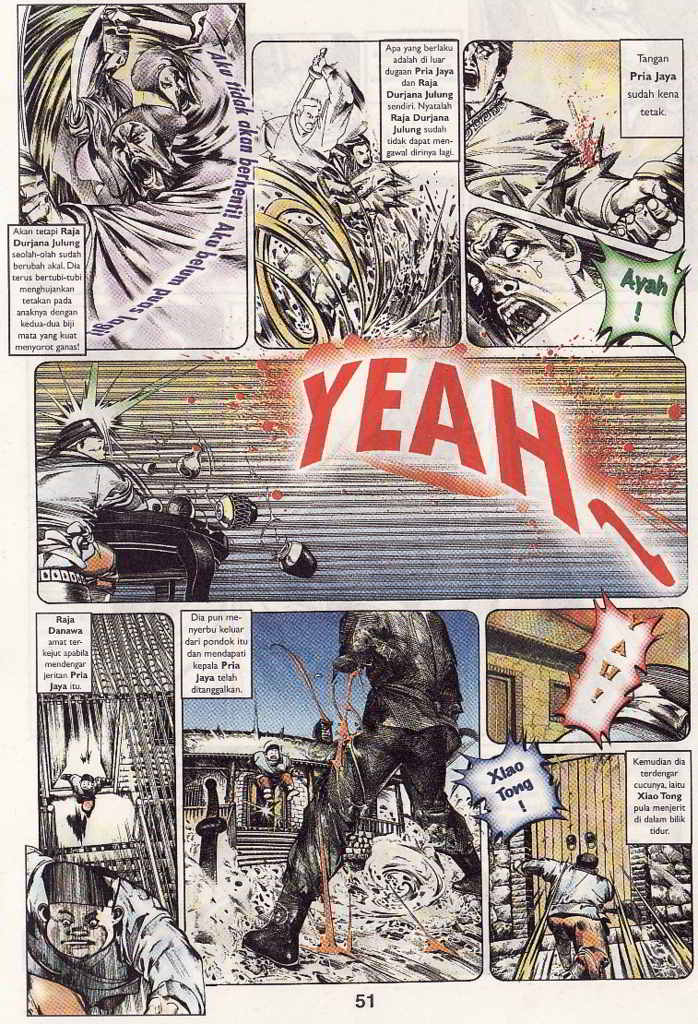 Aku tidak akan berhenti! Aku belum puas lagi!
Akan tetapi Raja
Durjana Julung
seolah-olah sudah
berubah akal. Dia
terus bertubi-tubi
menghujankan
tetakan pada
anaknya dengan
kedua-dua biji
mata yang kuat
menyorot ganas!
Apa yang berlaku
adalah di luar
dugaan Pria Jaya
dan Raja
Durjana Julung
sendiri. Nyatalah
Raja Durjana
Julung sudah
tidak dapat men-
gawal dirinya lagi.
Tangan
Pria Jaya
sudah kena
tetak.
Ayah
!
YEAH~
Raja
Danawa
amat ter-
kejut apabila
mendengar
jeritan Pria
Jaya itu.
Dia pun me-
nyerbu keluar
dari pondok itu
dan mendapati
kepala Pria
Jaya telah
ditanggalkan.
AW!
Xiao
Tong
!
Kemudian dia
terdengar
cucunya, iaitu
Xiao Tong
pula menjerit
di dalam bilik
tidur.
51